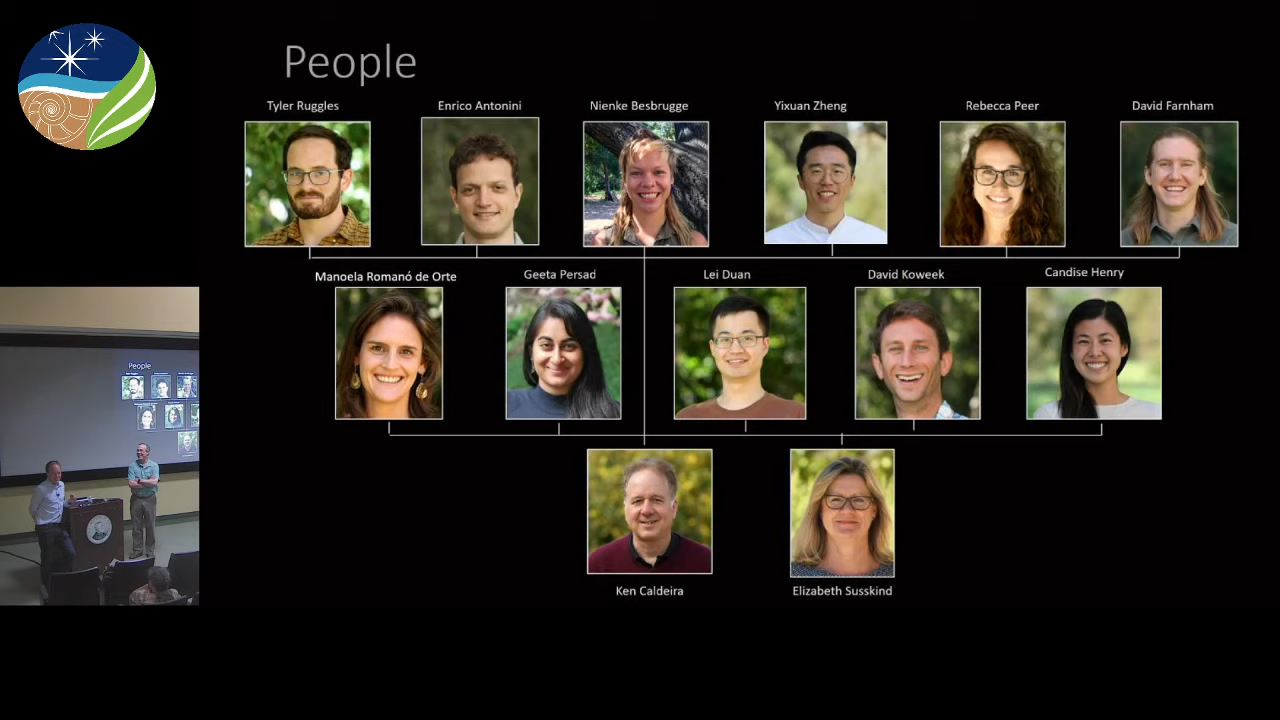 People
Tyler Ruggles
Enrico Antonini
Nienke Besbrugge
Yixuan Zheng
Rebecca Peer
David Farnham
Manoela Romanó de Orte
Geeta Persad
Lei Duan
David Koweek
Candise Henry
Ken Caldeira
Elizabeth Susskind
People